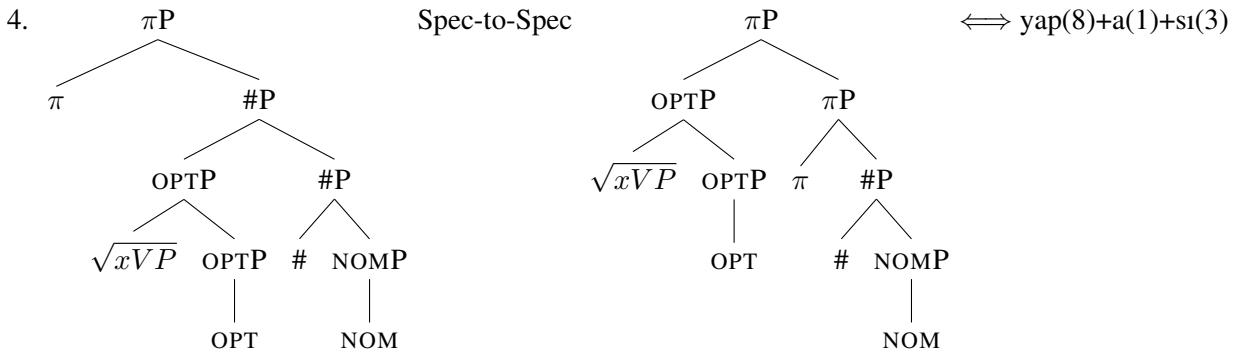 4. πP Spec-to-Spec πP ⟺ yap(8)+a(1)+sı(3)
π #P OPTP πP
OPTP #P √xVP OPTP π #P
√xVP OPTP # NOMP OPT # NOMP
OPT NOM NOM